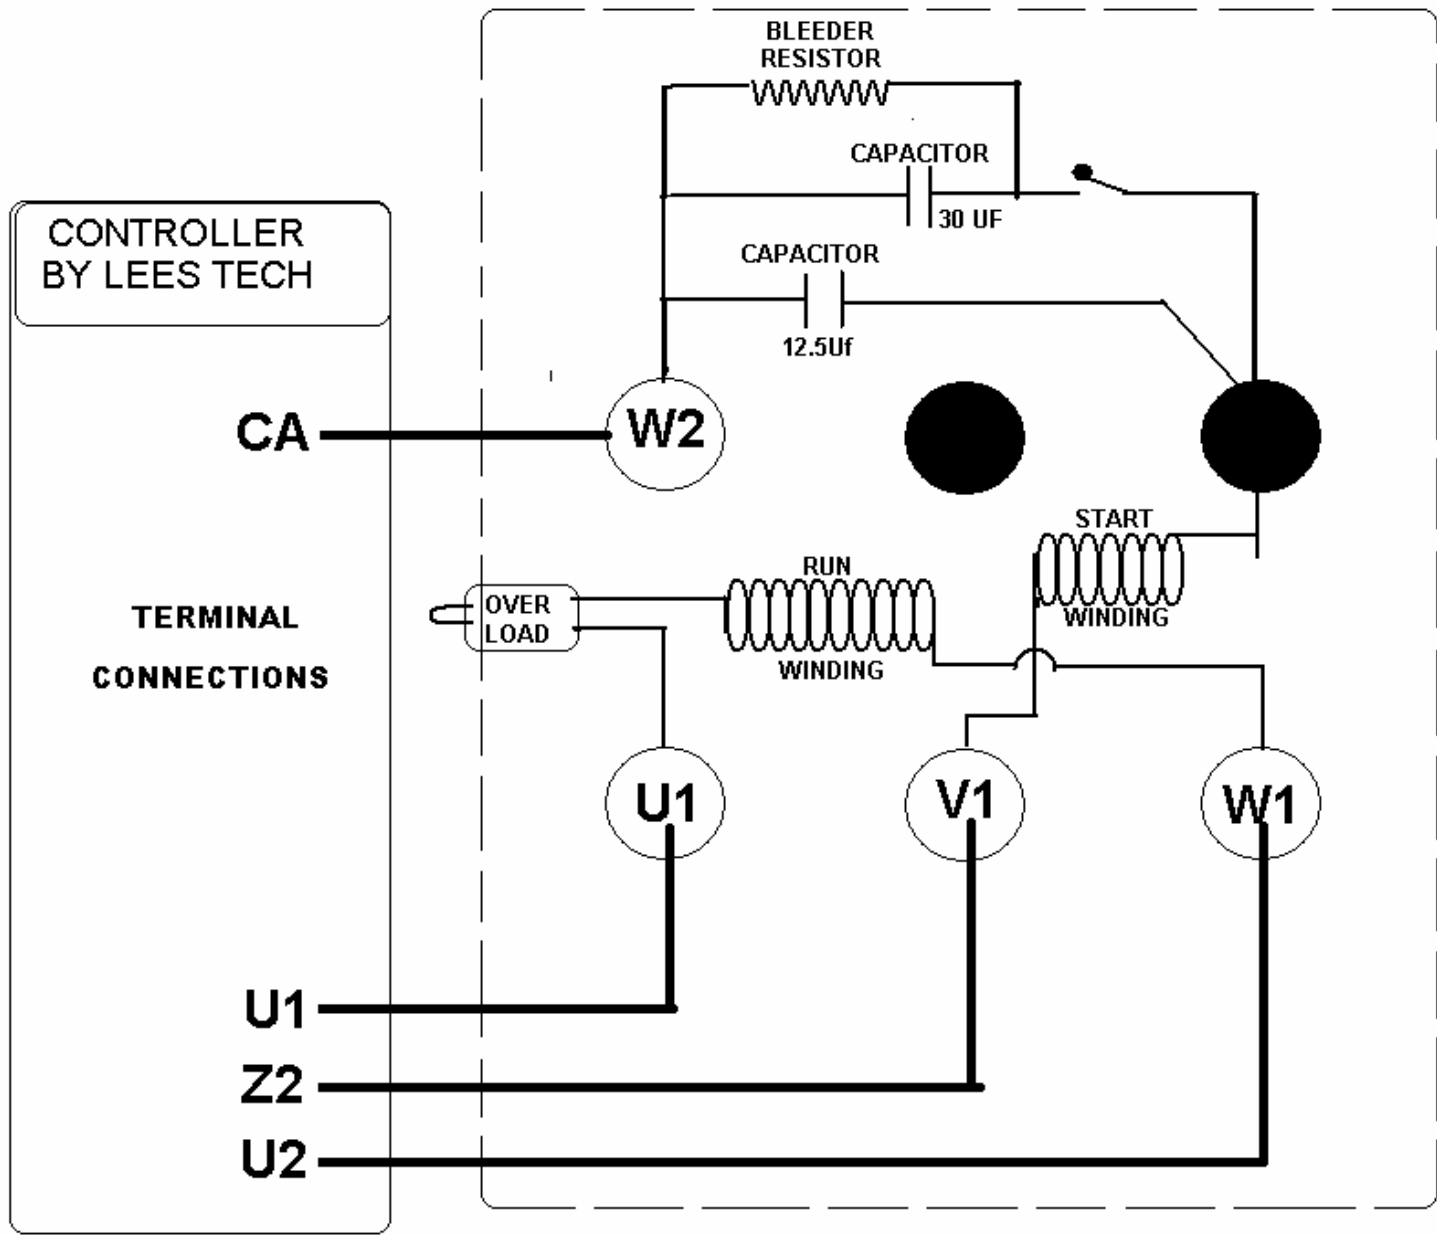 BLEEDER
RESISTOR
CAPACITOR
30 UF
CAPACITOR
12.5Uf
CONTROLLER
BY LEES TECH
CA
W2
START
WINDING
RUN
WINDING
OVER
LOAD
TERMINAL
CONNECTIONS
U1
V1
W1
U1
Z2
U2